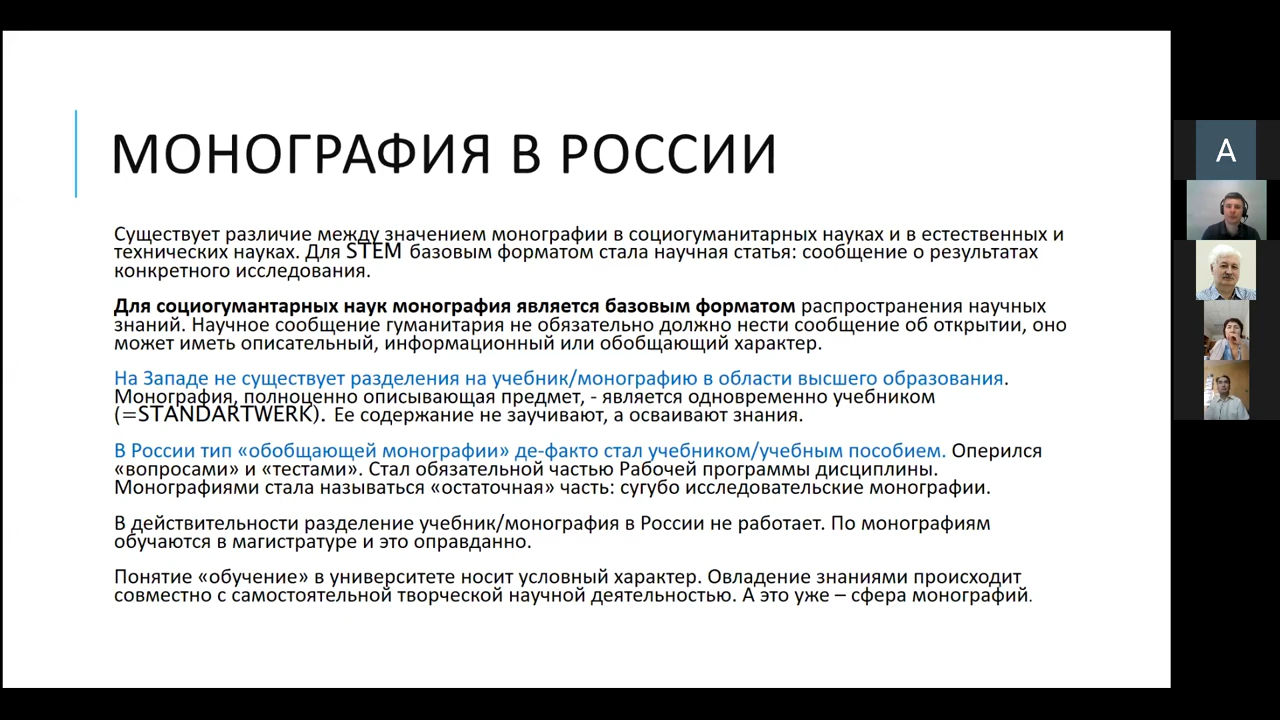 МОНОГРАФИЯ В РОССИИ
Существует различие между значением монографии в социогуманитарных науках и в естественных и
технических науках. Для STEM базовым форматом стала научная статья: сообщение о результатах
конкретного исследования.
Для социогумантарных наук монография является базовым форматом распространения научных
знаний. Научное сообщение гуманитария не обязательно должно нести сообщение об открытии, оно
может иметь описательный, информационный или обобщающий характер.
На Западе не существует разделения на учебник/монографию в области высшего образования.
Монография, полноценно описывающая предмет, - является одновременно учебником
(=STANDARTWERK). Ее содержание не заучивают, а осваивают знания.
В России тип «обобщающей монографии» де-факто стал учебником/учебным пособием. Оперился
«вопросами» и «тестами». Стал обязательной частью Рабочей программы дисциплины.
Монографиями стала называться «остаточная» часть: сугубо исследовательские монографии.
В действительности разделение учебник/монография в России не работает. По монографиям
обучаются в магистратуре и это оправданно.
Понятие «обучение» в университете носит условный характер. Овладение знаниями происходит
совместно с самостоятельной творческой научной деятельностью. А это уже – сфера монографий.
А